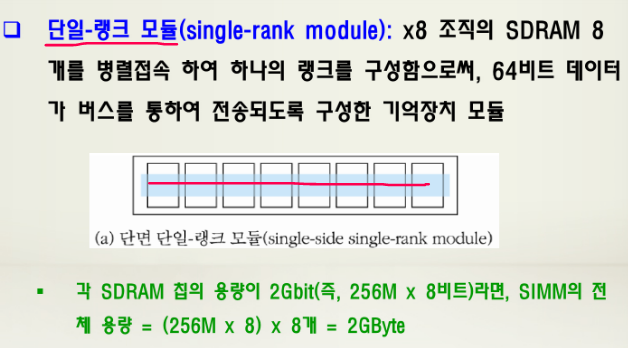 ❑ 단일-랭크 모듈(single-rank module): x8 조직의 SDRAM 8
개를 병렬접속 하여 하나의 랭크를 구성함으로써, 64비트 데이터
가 버스를 통하여 전송되도록 구성한 기억장치 모듈
(a) 단면 단일-랭크 모듈(single-side single-rank module)
▪ 각 SDRAM 칩의 용량이 2Gbit(즉, 256M x 8비트)라면, SIMM의 전
체 용량 = (256M x 8) x 8개 = 2GByte